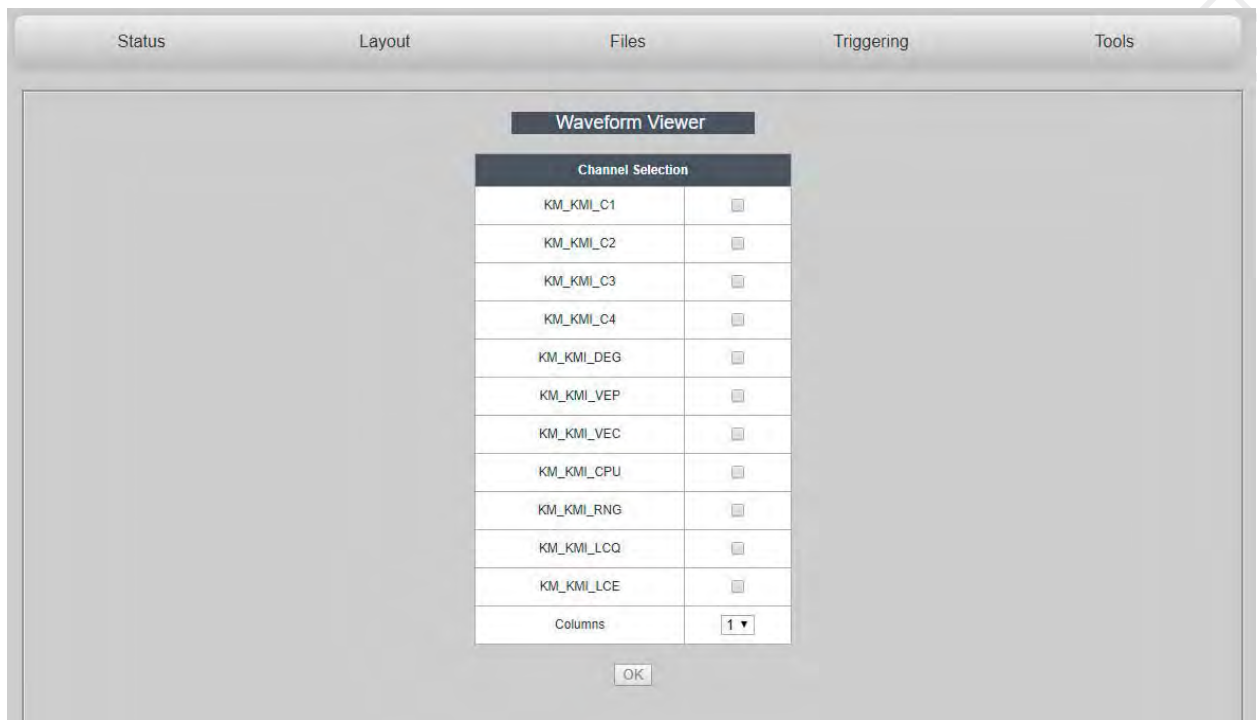 Status Layout Files Triggering Tools
Waveform Viewer
Channel Selection
KM_KMI_C1
KM_KMI_C2
KM_KMI_C3
KM_KMI_C4
KM_KMI_DEG
KM_KMI_VEP
KM_KMI_VEC
KM_KMI_CPU
KM_KMI_RNG
KM_KMI_LCQ
KM_KMI_LCE
Columns 1
OK